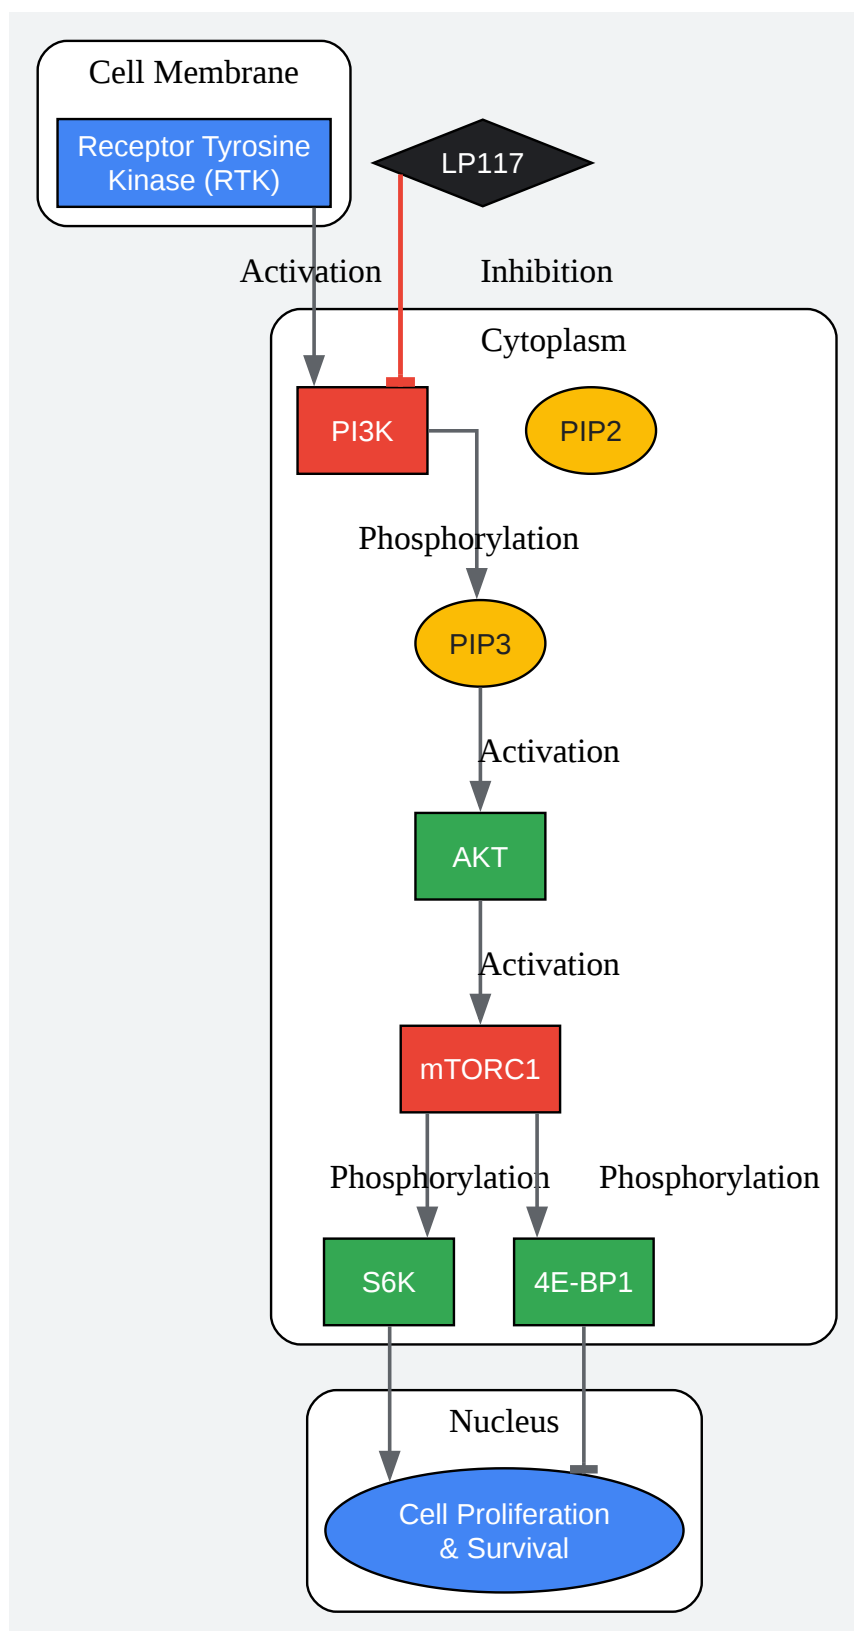 Cell Membrane
Receptor Tyrosine
Kinase (RTK)
LP117
Activation
Inhibition
Cytoplasm
PI3K
PIP2
Phosphorylation
PIP3
Activation
AKT
Activation
mTORC1
Phosphorylation
Phosphorylation
S6K
4E-BP1
Nucleus
Cell Proliferation
& Survival